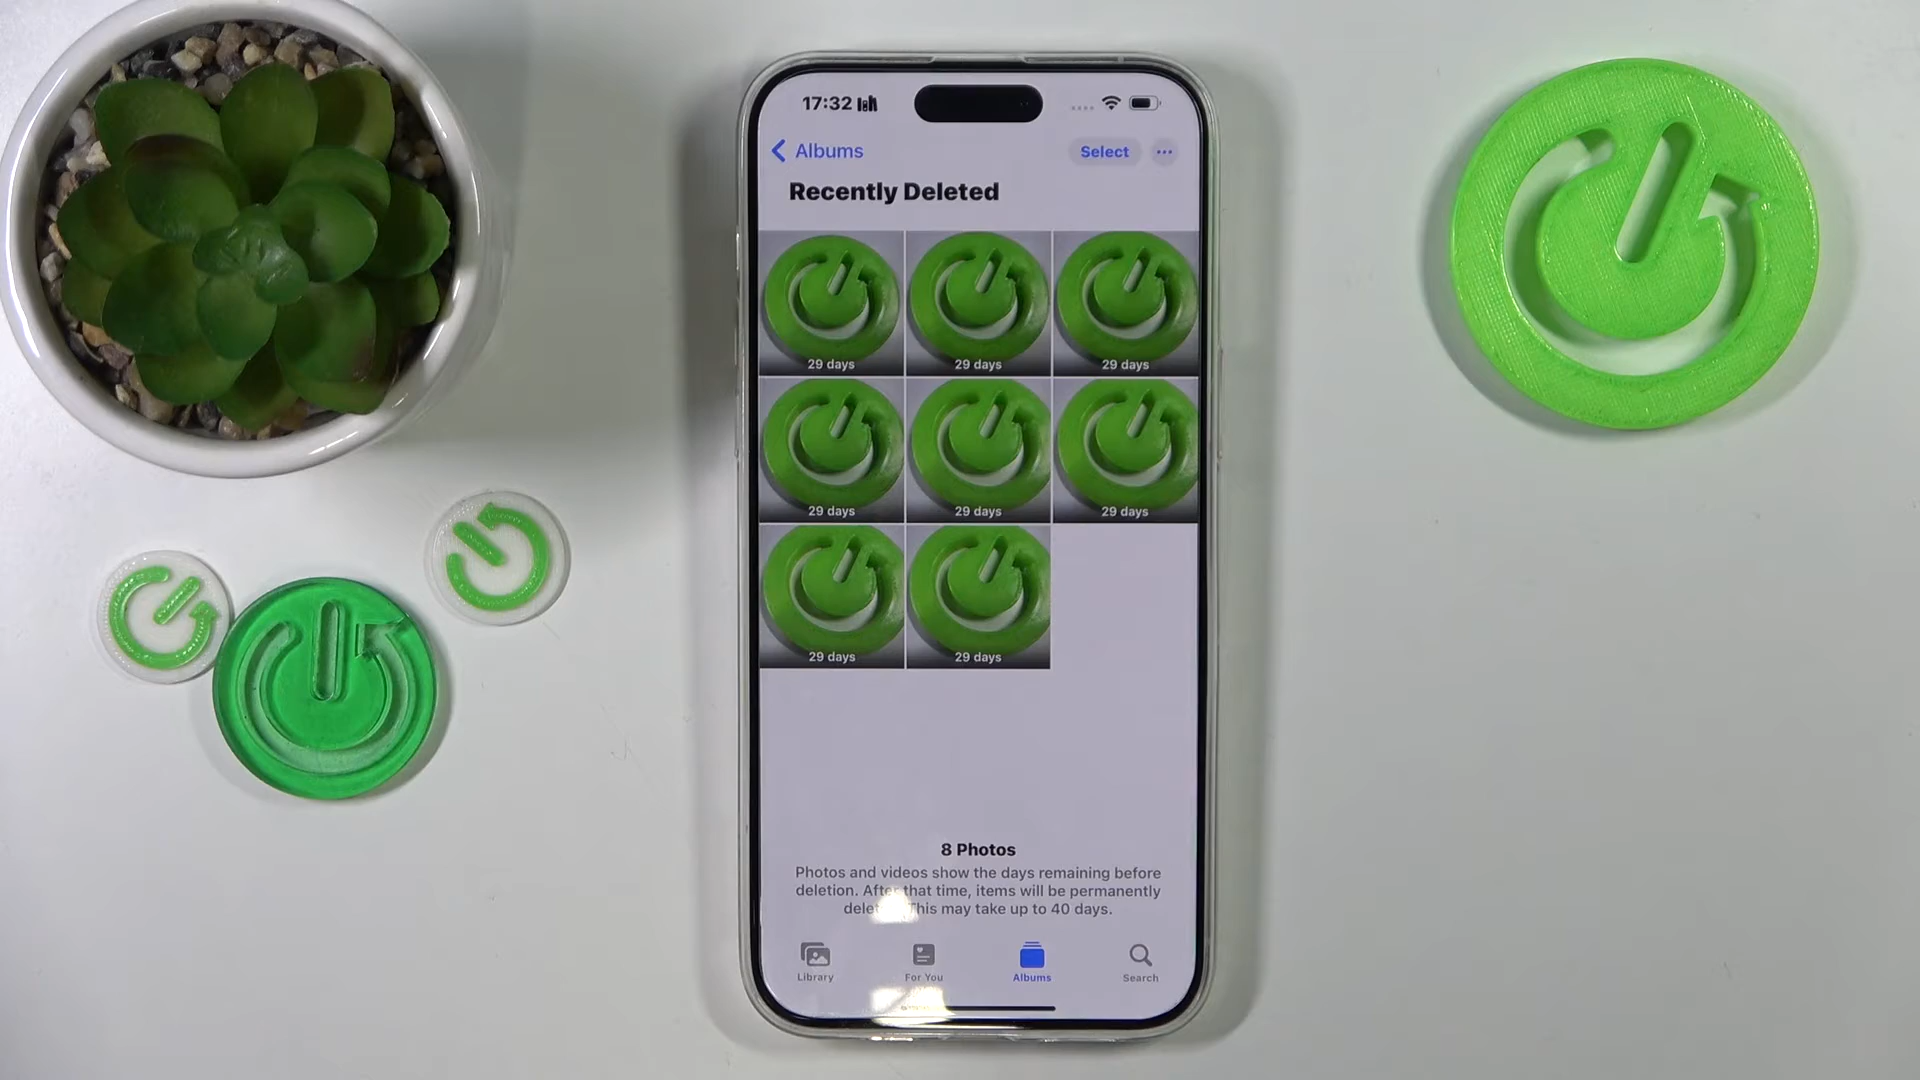 17:32
Albums
Select
Recently Deleted
29 days
29 days
29 days
29 days
29 days
29 days
29 days
29 days
8 Photos
Photos and videos show the days remaining before
deletion. After that time, items will be permanently
dele This may take up to 40 days.
Library
For You
Albums
Search